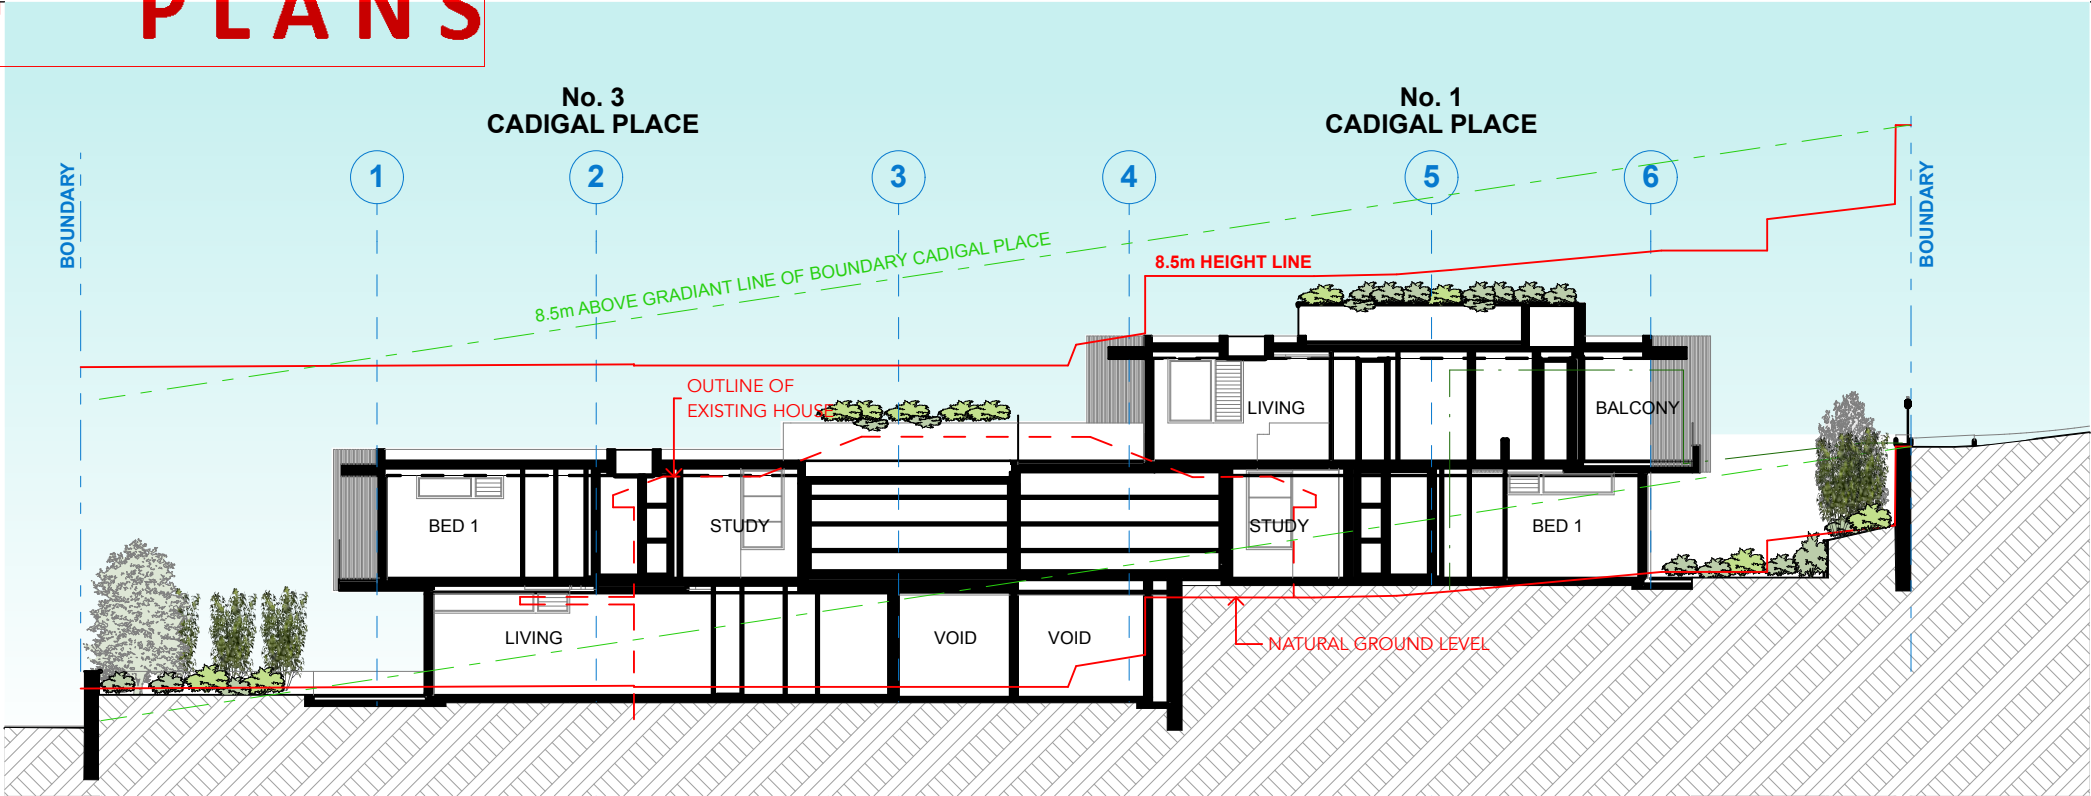 PLANS
No. 3
CADIGAL PLACE
No. 1
CADIGAL PLACE
BOUNDARY
1
2
3
4
5
6
BOUNDARY
8.5m ABOVE GRADIANT LINE OF BOUNDARY CADIGAL PLACE
8.5m HEIGHT LINE
OUTLINE OF
EXISTING HOUSE
LIVING
BALCONY
BED 1
STUDY
STUDY
BED 1
LIVING
VOID
VOID
NATURAL GROUND LEVEL